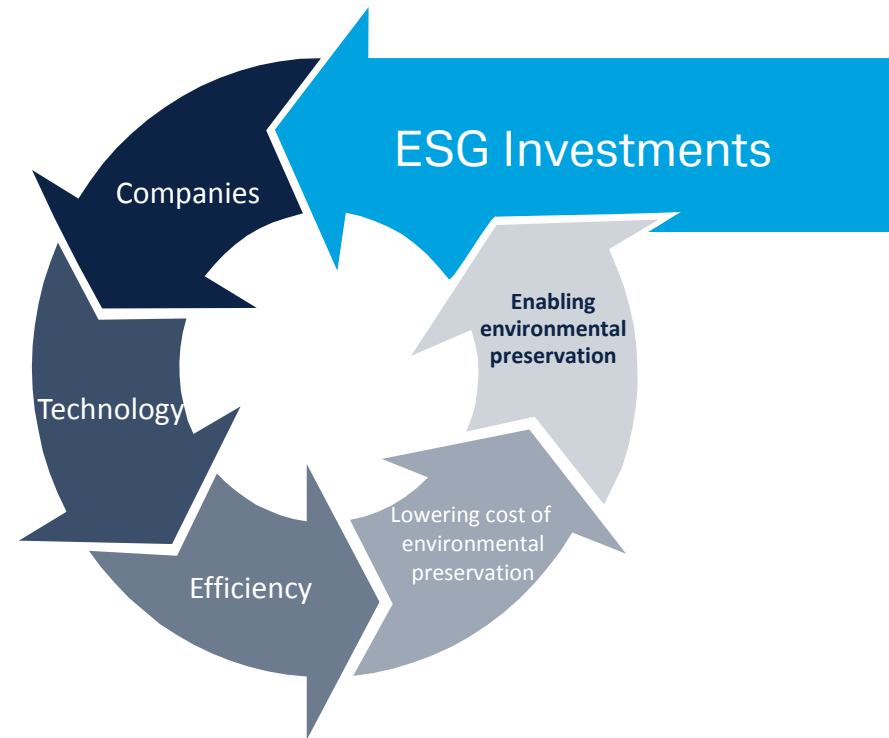 ESG Investments
Companies
Technology
Efficiency
Lowering cost of
environmental
preservation
Enabling
environmental
preservation